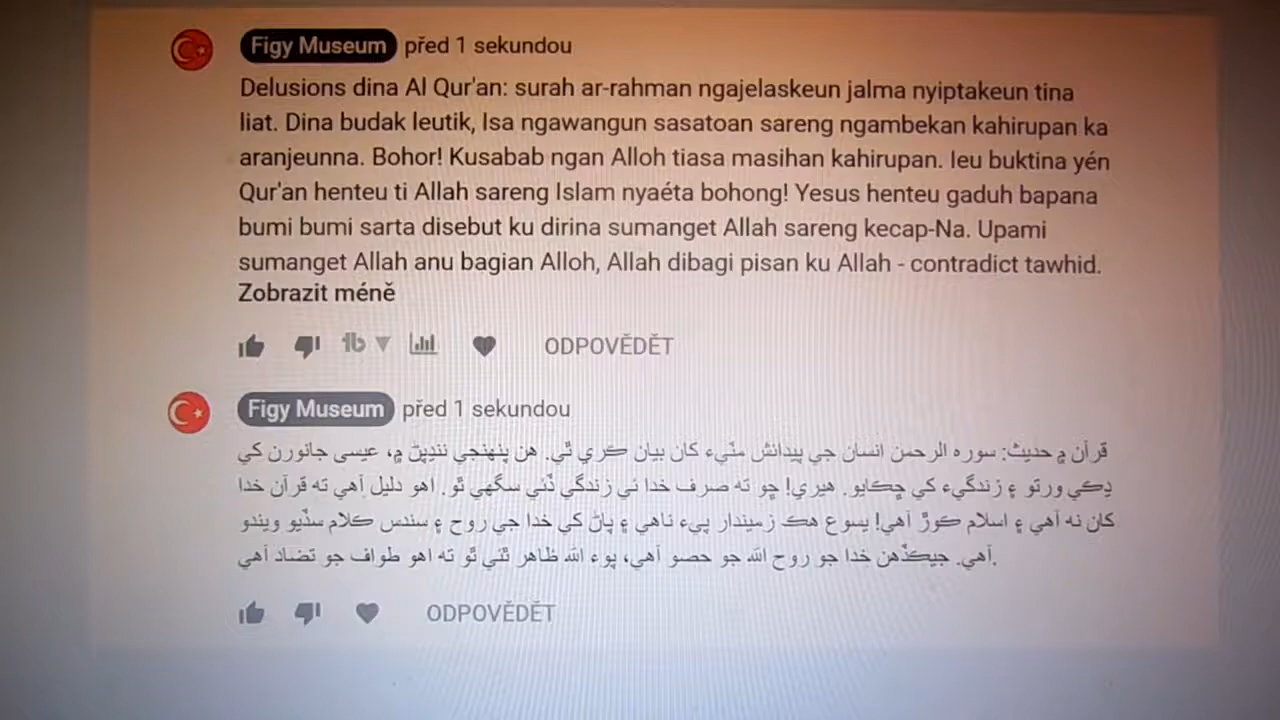 Figy Museum před 1 sekundou
Delusions dina Al Qur'an: surah ar-rahman ngajelaskeun jalma nyiptakeun tina
liat. Dina budak leutik, Isa ngawangun sasatoan sareng ngambekan kahirupan ka
aranjeunna. Bohor! Kusabab ngan Alloh tiasa masihan kahirupan. Ieu buktina yén
Qur'an henteu ti Allah sareng Islam nyaéta bohong! Yesus henteu gaduh bapana
bumi bumi sarta disebut ku dirina sumanget Allah sareng kecap-Na. Upami
sumanget Allah anu bagian Alloh, Allah dibagi pisan ku Allah - contradict tawhid.
Zobrazit méně
ODPOVĚDĚT
Figy Museum před 1 sekundou
قرآن ۾ حديث: سوره الرحمن انسان جي پيدائش مٽيء کان بيان ڪري ٿي. هن پنهنجي ننڍپڻ ۾، عيسى جانورن کي
ڍڪي ورتو ۽ زندگيء کي چڪايو. هيري! ڇو ته صرف خدا ئي زندگي ڏئي سگهي ٿو. اهو دليل آهي ته قرآن خدا
کان نه آهي ۽ اسلام ڪوڙ آهي! يسوع هڪ زميندار پيء ناهي ۽ پاڻ کي خدا جي روح ۽ سندس ڪلام سڏيو ويندو
آهي. جيڪڏهن خدا جو روح الله جو حصو آهي، پوء الله ظاهر ٿئي ٿو ته اهو طواف جو تضاد آهي.
ODPOVĚDĚT